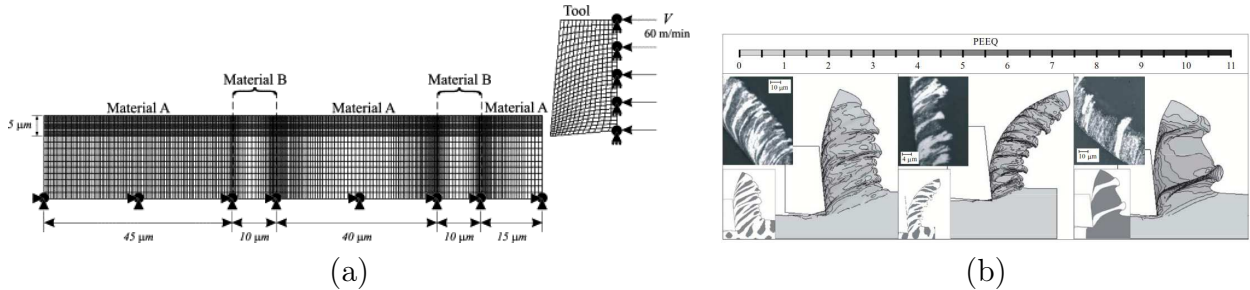 Tool
V
60 m/min
Material B
Material B
Material A
Material A
Material A
5 μm
45 μm
10 μm
40 μm
10 μm
15 μm
(a)
PEEQ
0 1 2 3 4 5 6 7 8 9 10 11
10 μm
4 μm
10 μm
(b)